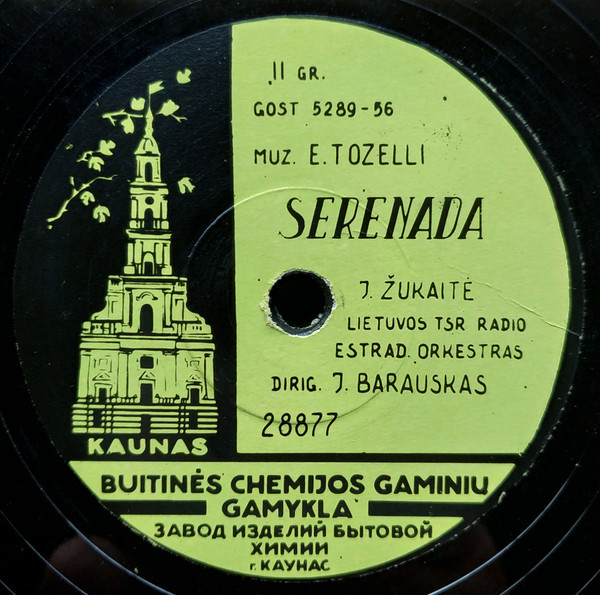 II GR.
GOST 5289-56
MUZ. E. TOZELLI
SERENADA
J. ŽUKAITĖ
LIETUVOS TSR RADIO
ESTRAD. ORKESTRAS
DIRIG. J. BARAUSKAS
28877
KAUNAS
BUITINĖS CHEMIJOS GAMINIŲ
GAMYKLA
ЗАВОД ИЗДЕЛИЙ БЫТОВОЙ
ХИМИИ
г. КАУНАС